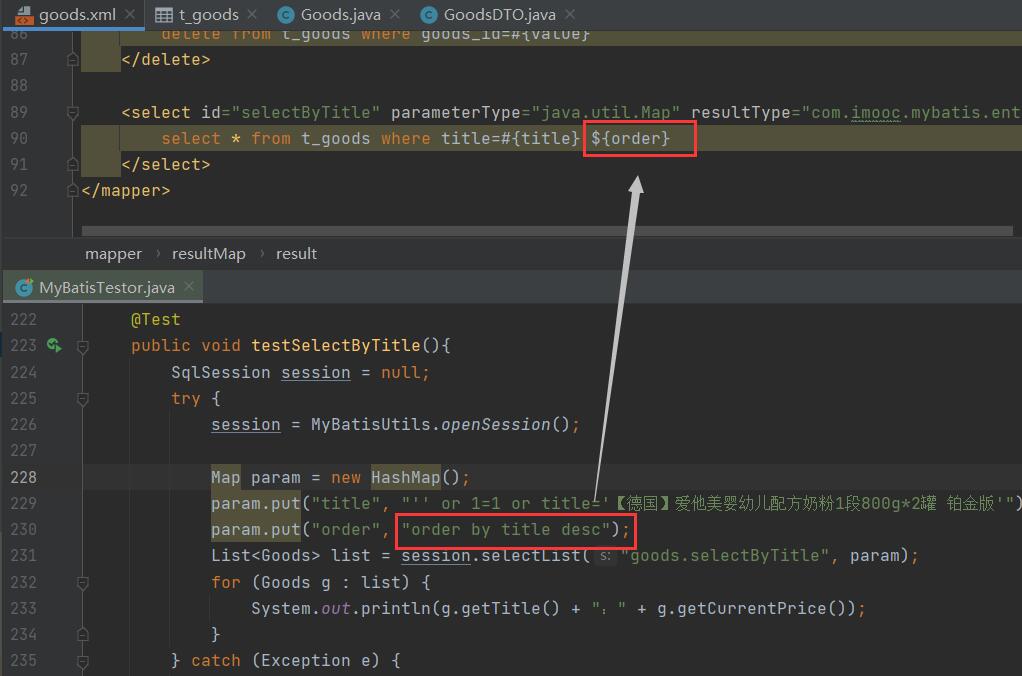 goods.xml t_goods Goods.java GoodsDTO.java
86 delete from t_goods where goods_id=#{value}
87 </delete>
88
89 <select id="selectByTitle" parameterType="java.util.Map" resultType="com.imooc.mybatis.ent
90 select * from t_goods where title=#{title} ${order}
91 </select>
92 </mapper>
mapper › resultMap › result
MyBatisTestor.java
222 @Test
223 public void testSelectByTitle(){
224 SqlSession session = null;
225 try {
226 session = MyBatisUtils.openSession();
227
228 Map param = new HashMap();
229 param.put("title", "'' or 1=1 or title='【德国】爱他美婴幼儿配方奶粉1段800g*2罐 铂金版'")
230 param.put("order", "order by title desc");
231 List<Goods> list = session.selectList( s: "goods.selectByTitle", param);
232 for (Goods g : list) {
233 System.out.println(g.getTitle() + "：" + g.getCurrentPrice());
234 }
235 } catch (Exception e) {